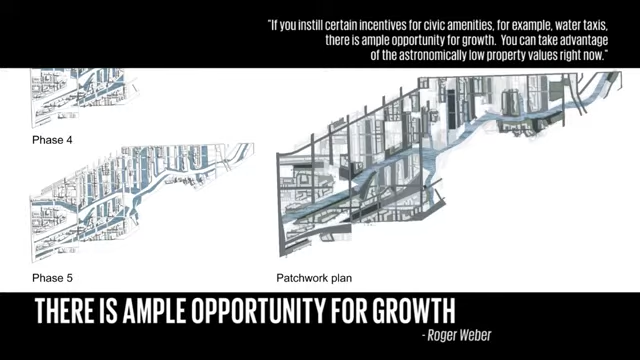 "If you instill certain incentives for civic amenities, for example, water taxis,
there is ample opportunity for growth. You can take advantage
of the astronomically low property values right now."
Phase 4
Phase 5
Patchwork plan
THERE IS AMPLE OPPORTUNITY FOR GROWTH
- Roger Weber